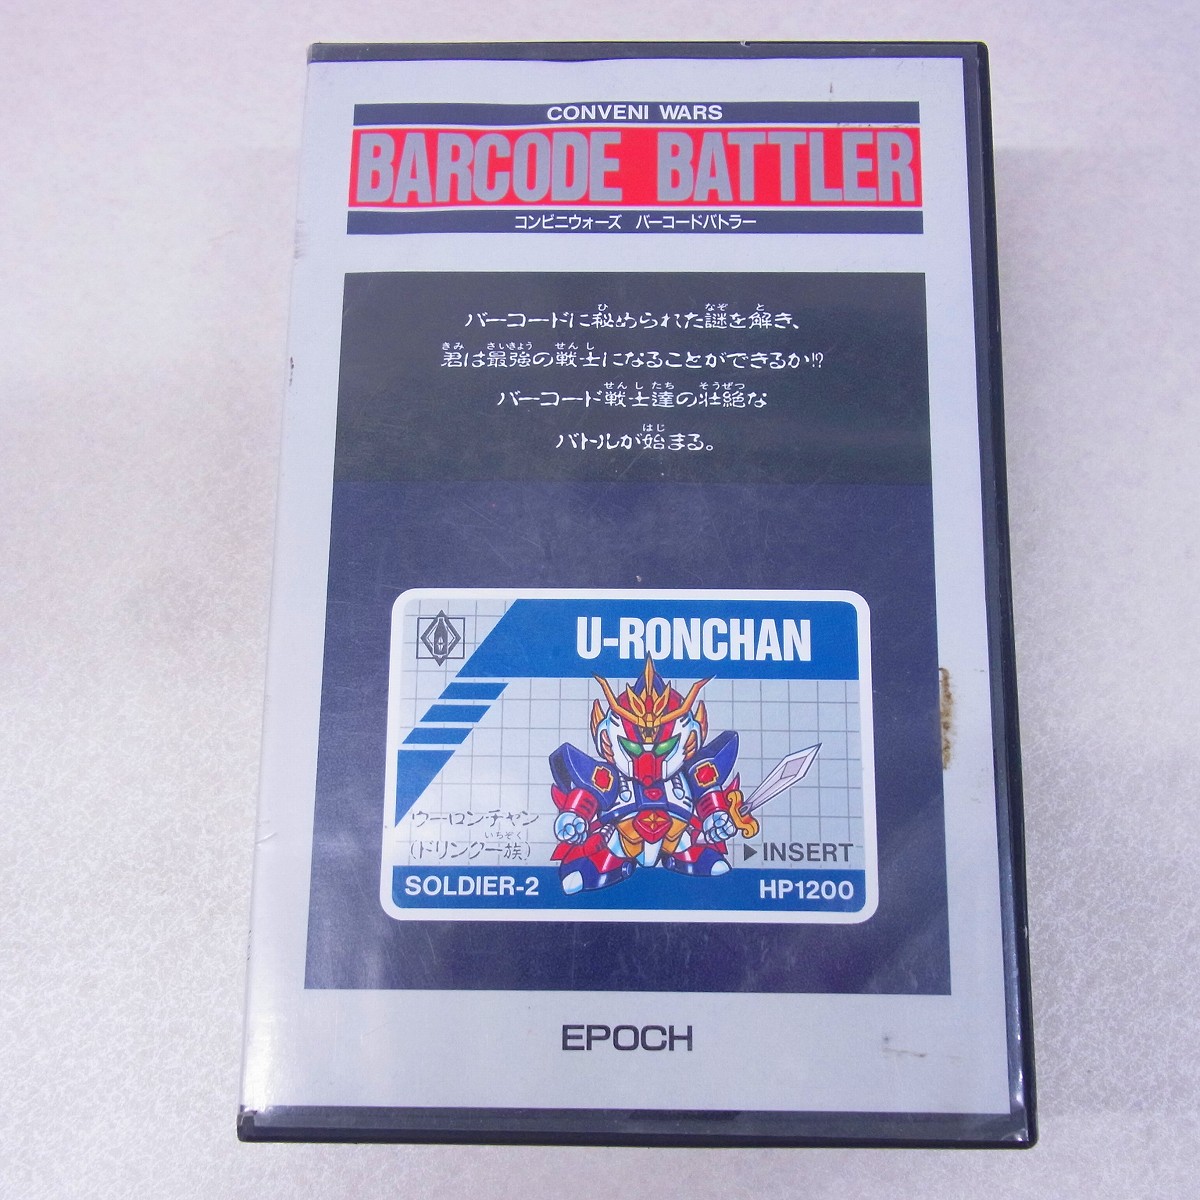 CONVENI WARS
BARCODE BATTLER
コンビニウォーズ バーコードバトラー
バーコードに秘められた謎を解き、
君は最強の戦士になることができるか!?
バーコード戦士達の壮絶な
バトルが始まる。
U-RONCHAN
ウーロン・チャン
(ドリンク一族)
▶INSERT
SOLDIER-2
HP1200
EPOCH